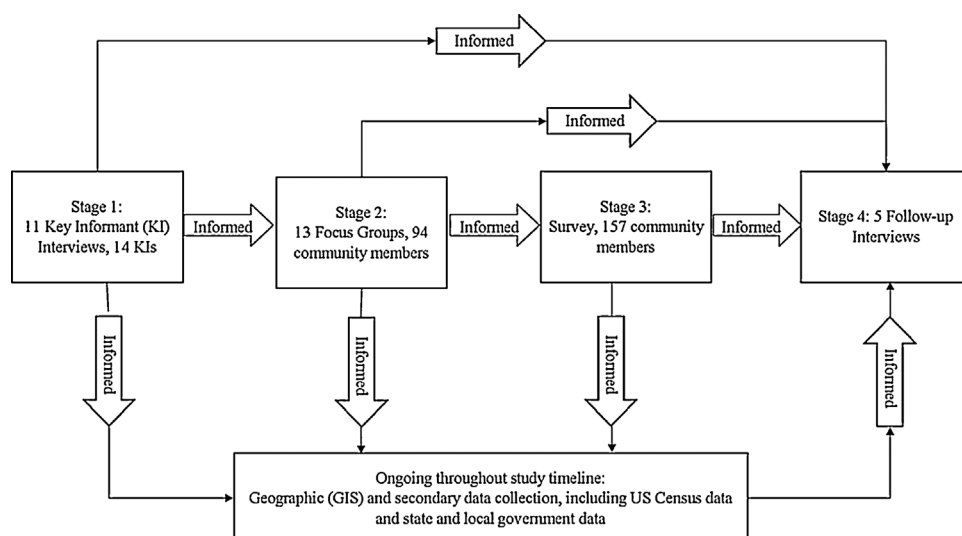 Informed
Informed
Stage 1:
11 Key Informant (KI)
Interviews, 14 KIs
Informed
Stage 2:
13 Focus Groups, 94
community members
Informed
Stage 3:
Survey, 157 community
members
Informed
Stage 4: 5 Follow-up
Interviews
Informed
Informed
Informed
Informed
Ongoing throughout study timeline:
Geographic (GIS) and secondary data collection, including US Census data
and state and local government data